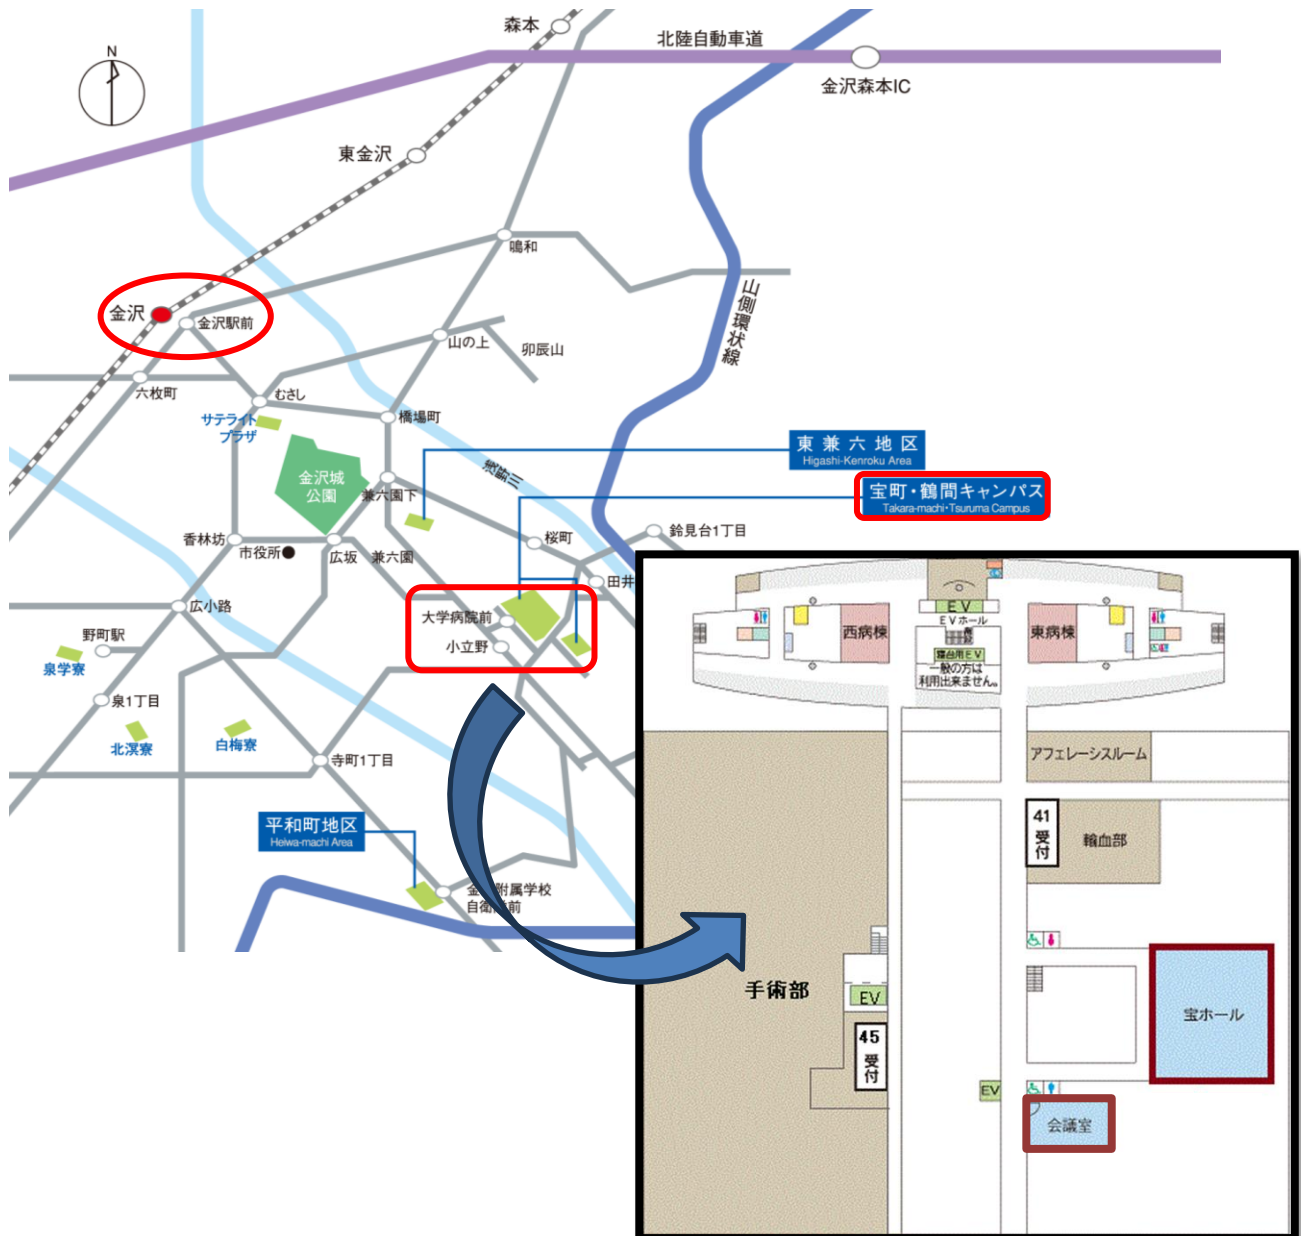 森本
北陸自動車道
金沢森本IC
N
東金沢
鳴和
山側環状線
金沢
金沢駅前
山の上
卯辰山
六枚町
むさし
サテライト
プラザ
橋場町
東兼六地区
Higashi-Kenroku Area
浅野川
金沢城
公園
兼六園下
宝町・鶴間キャンパス
Takara-machi・Tsuruma Campus
香林坊
市役所
広坂
兼六園
桜町
鈴見台1丁目
田井
広小路
大学病院前
小立野
野町駅
泉学寮
泉1丁目
北溟寮
白梅寮
寺町1丁目
平和町地区
Heiwa-machi Area
附属学校
自衛
前
EV
EVホール
西病棟
東病棟
寝台用EV
一般の方は
利用出来ません。
アフェレーシスルーム
41
受付
輸血部
手術部
EV
45
受付
宝ホール
EV
会議室